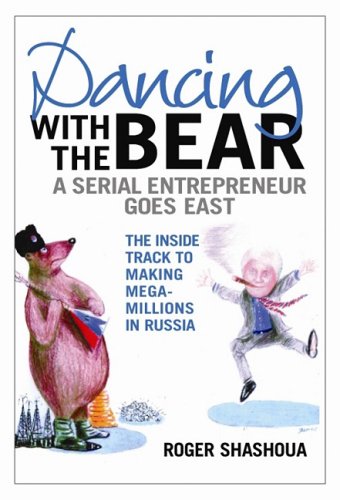 Dancing
WITH
THE BEAR
A SERIAL ENTREPRENEUR
GOES EAST
THE INSIDE
TRACK TO
MAKING
MEGA-
MILLIONS
IN RUSSIA
ROGER SHASHOUA